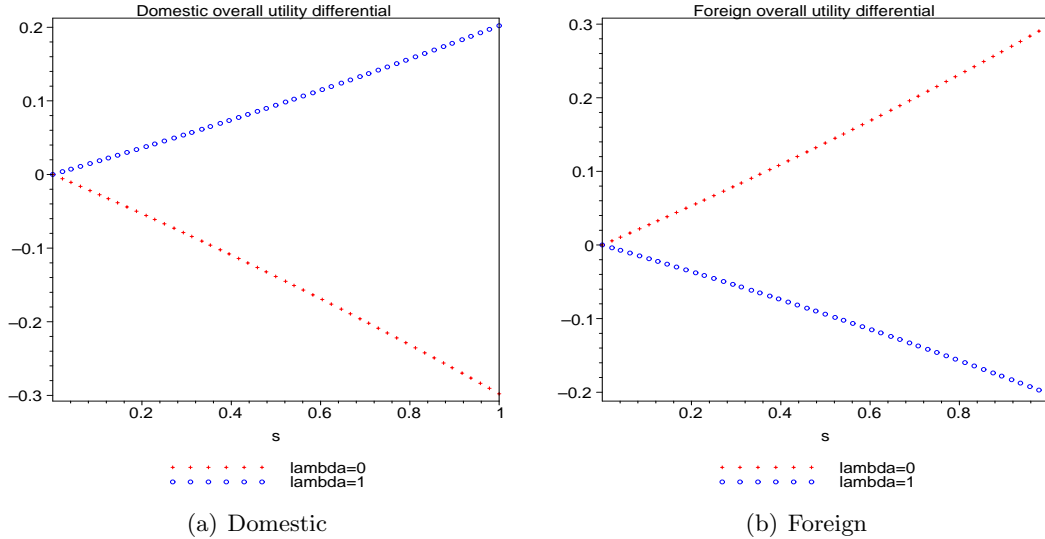 Domestic overall utility differential
0.2
0.1
0
–0.1
–0.2
–0.3
0.2 0.4 0.6 0.8 1
s
lambda=0
lambda=1
(a) Domestic
Foreign overall utility differential
0.3
0.2
0.1
0
–0.1
–0.2
0.2 0.4 0.6 0.8
s
lambda=0
lambda=1
(b) Foreign